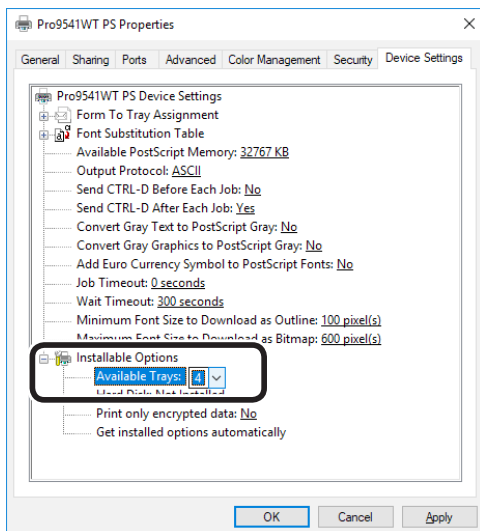 Pro9541WT PS Properties
General Sharing Ports Advanced Color Management Security Device Settings
Pro9541WT PS Device Settings
Form To Tray Assignment
Font Substitution Table
Available PostScript Memory: 32767 KB
Output Protocol: ASCII
Send CTRL-D Before Each Job: No
Send CTRL-D After Each Job: Yes
Convert Gray Text to PostScript Gray: No
Convert Gray Graphics to PostScript Gray: No
Add Euro Currency Symbol to PostScript Fonts: No
Job Timeout: 0 seconds
Wait Timeout: 300 seconds
Minimum Font Size to Download as Outline: 100 pixel(s)
Maximum Font Size to Download as Bitmap: 600 pixel(s)
Installable Options
Available Trays: 4
Hard Disk: Not Installed
Print only encrypted data: No
Get installed options automatically
OK Cancel Apply